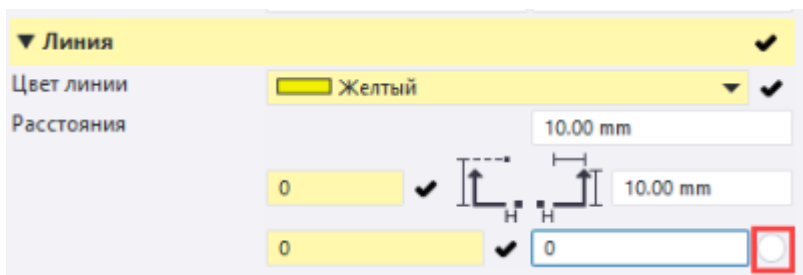 Линия
Цвет линии Желтый
Расстояния 10.00 mm
0 10.00 mm
H H
0 0